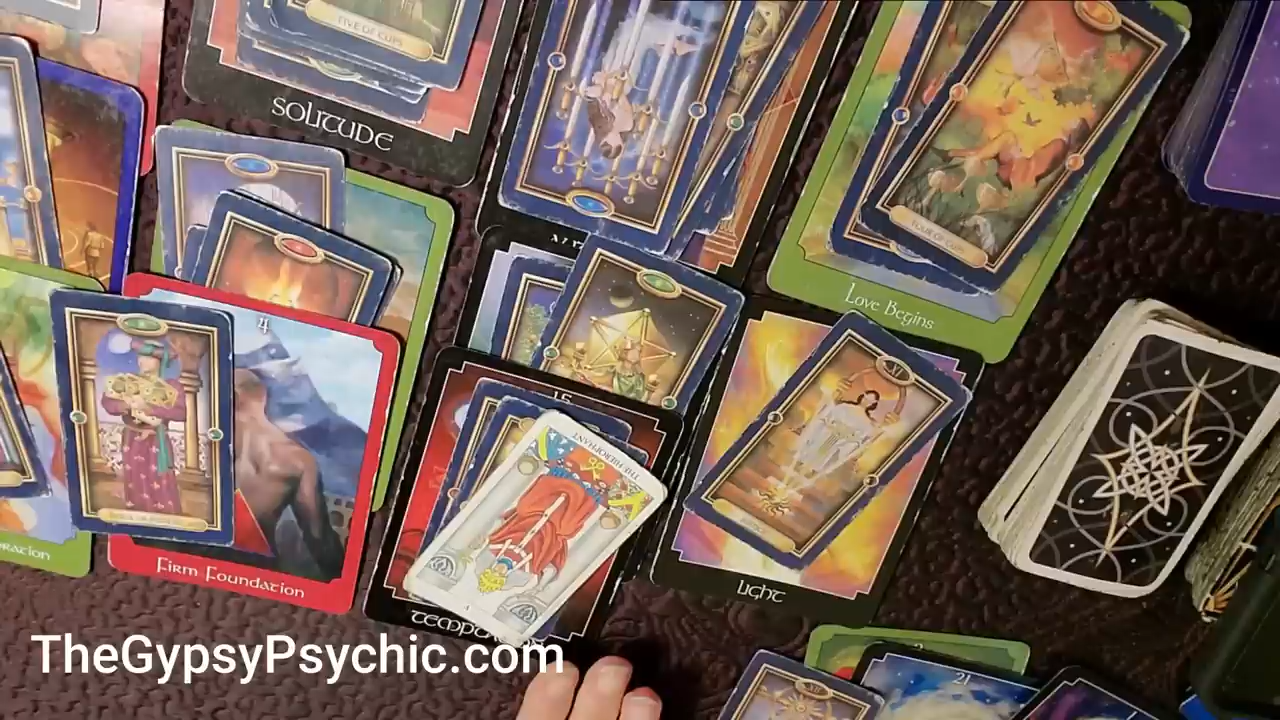 FIVE OF CUPS
SOLITUDE
FOUR OF CUPS
Love Begins
4
15
THE HIEROPHANT
XIV
Firm Foundation
LIGHT
TheGypsyPsychic.com
21